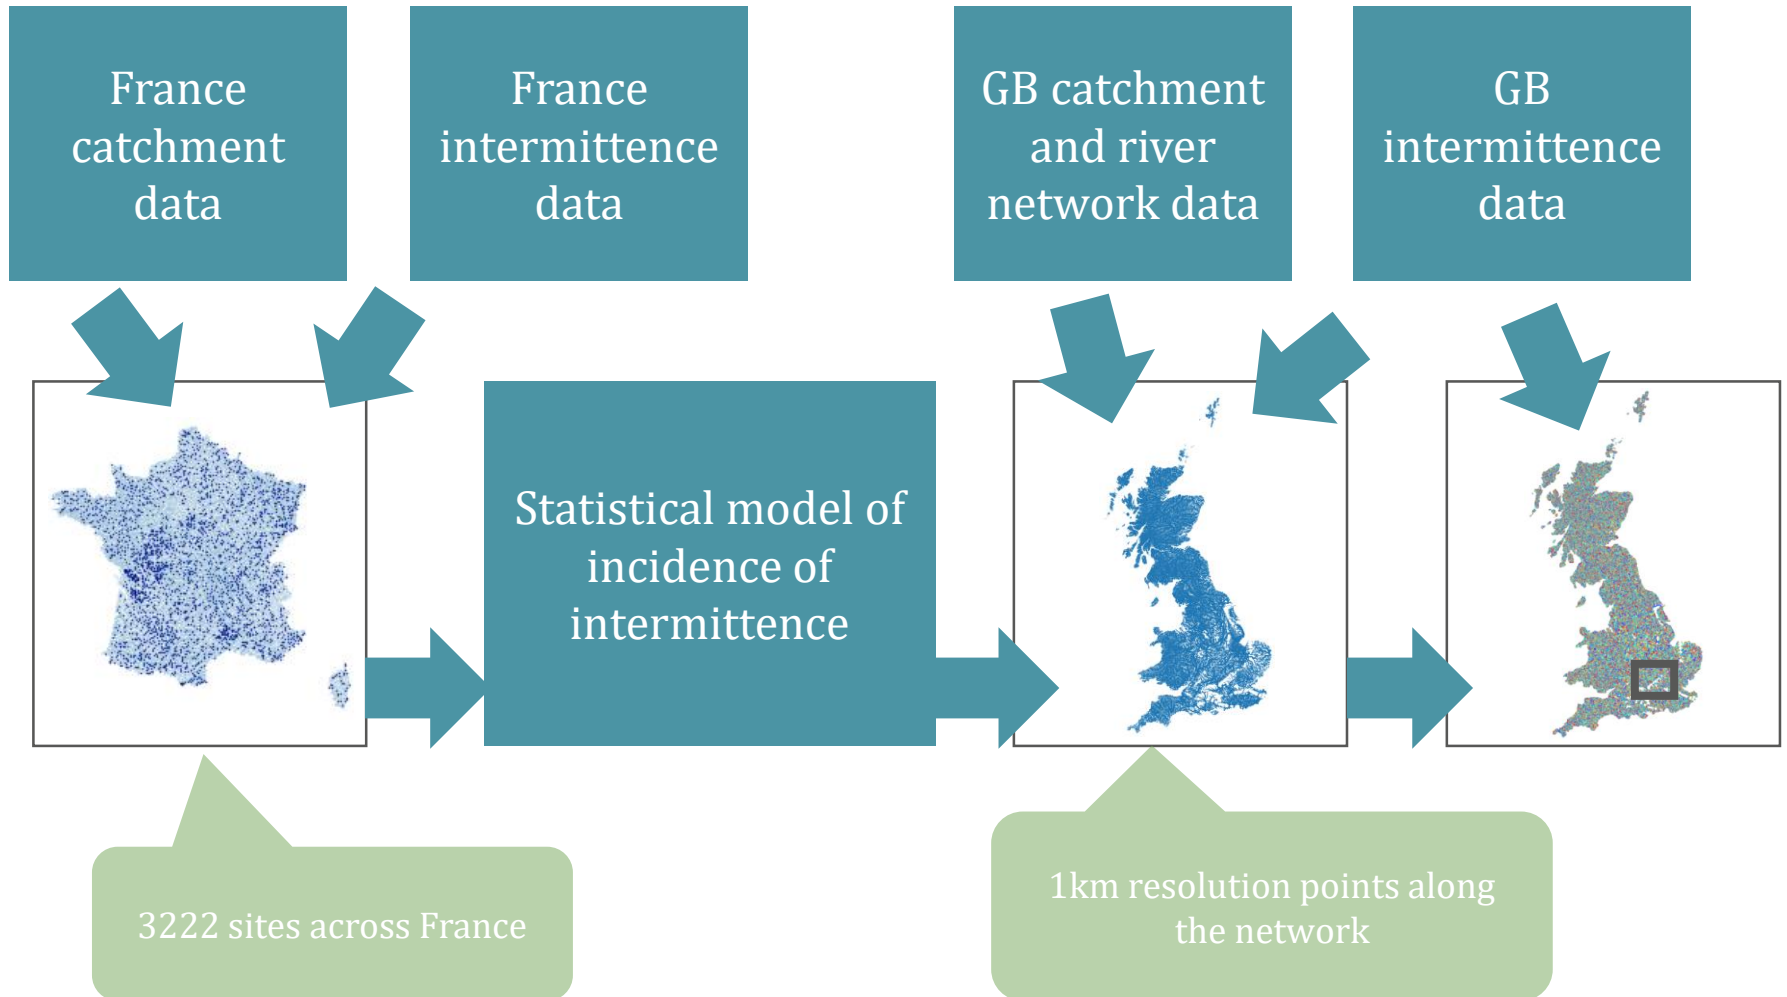 France
catchment
data
France
intermittence
data
GB catchment
and river
network data
GB
intermittence
data
Statistical model of
incidence of
intermittence
3222 sites across France
1km resolution points along
the network